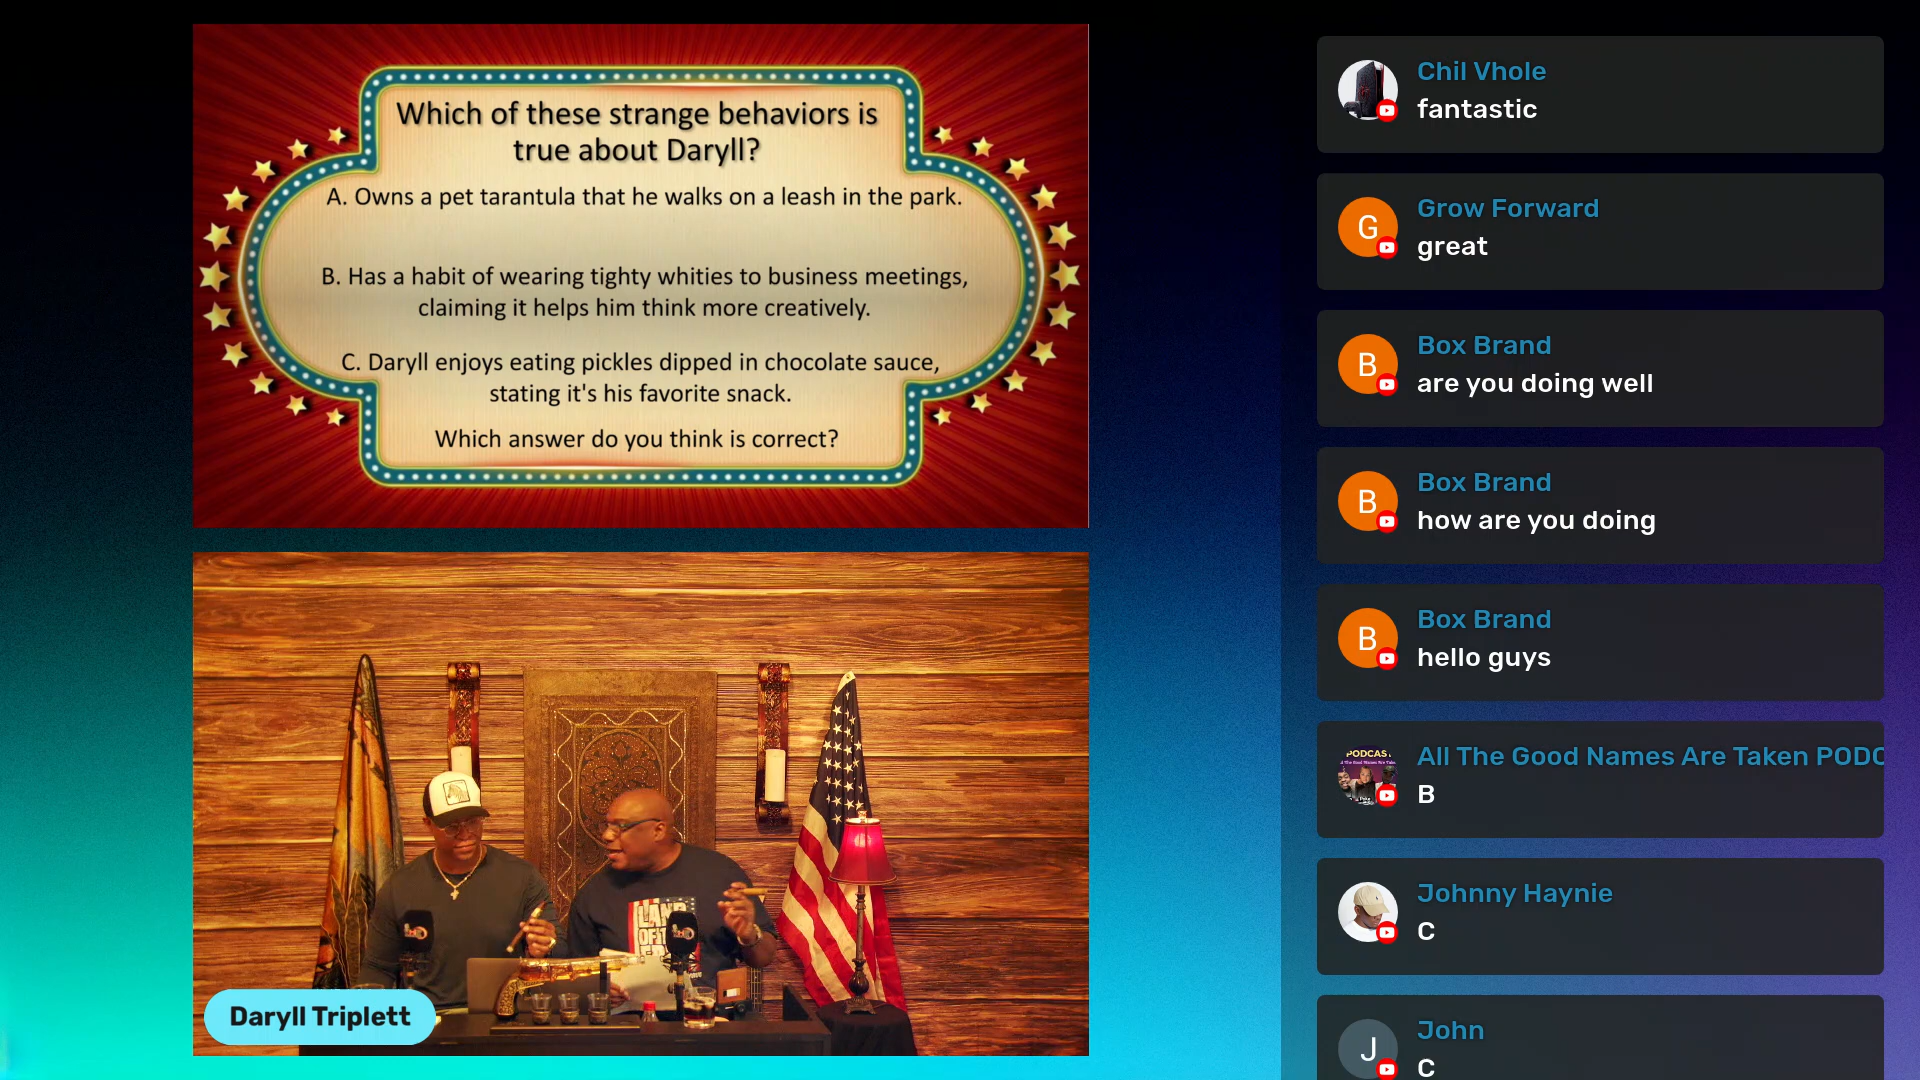 Which of these strange behaviors is
true about Daryll?
A. Owns a pet tarantula that he walks on a leash in the park.
B. Has a habit of wearing tighty whities to business meetings,
claiming it helps him think more creatively.
C. Daryll enjoys eating pickles dipped in chocolate sauce,
stating it's his favorite snack.
Which answer do you think is correct?
LAND
OF T
Daryll Triplett
Chil Vhole
fantastic
G
Grow Forward
great
B
Box Brand
are you doing well
B
Box Brand
how are you doing
B
Box Brand
hello guys
PODCAS
All The Good Names Are Taken PODC
B
Johnny Haynie
C
J
John
C